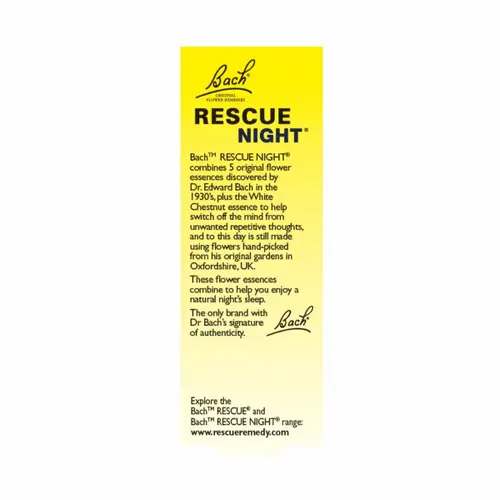 Bach®
ORIGINAL
FLOWER REMEDIES
RESCUE
NIGHT®
Bach™ RESCUE NIGHT®
combines 5 original flower
essences discovered by
Dr. Edward Bach in the
1930's, plus the White
Chestnut essence to help
switch off the mind from
unwanted repetitive thoughts,
and to this day is still made
using flowers hand-picked
from his original gardens in
Oxfordshire, UK.
These flower essences
combine to help you enjoy a
natural night's sleep.
The only brand with
Dr Bach's signature
of authenticity.
Bach
Explore the
Bach™ RESCUE® and
Bach™ RESCUE NIGHT® range:
www.rescueremedy.com